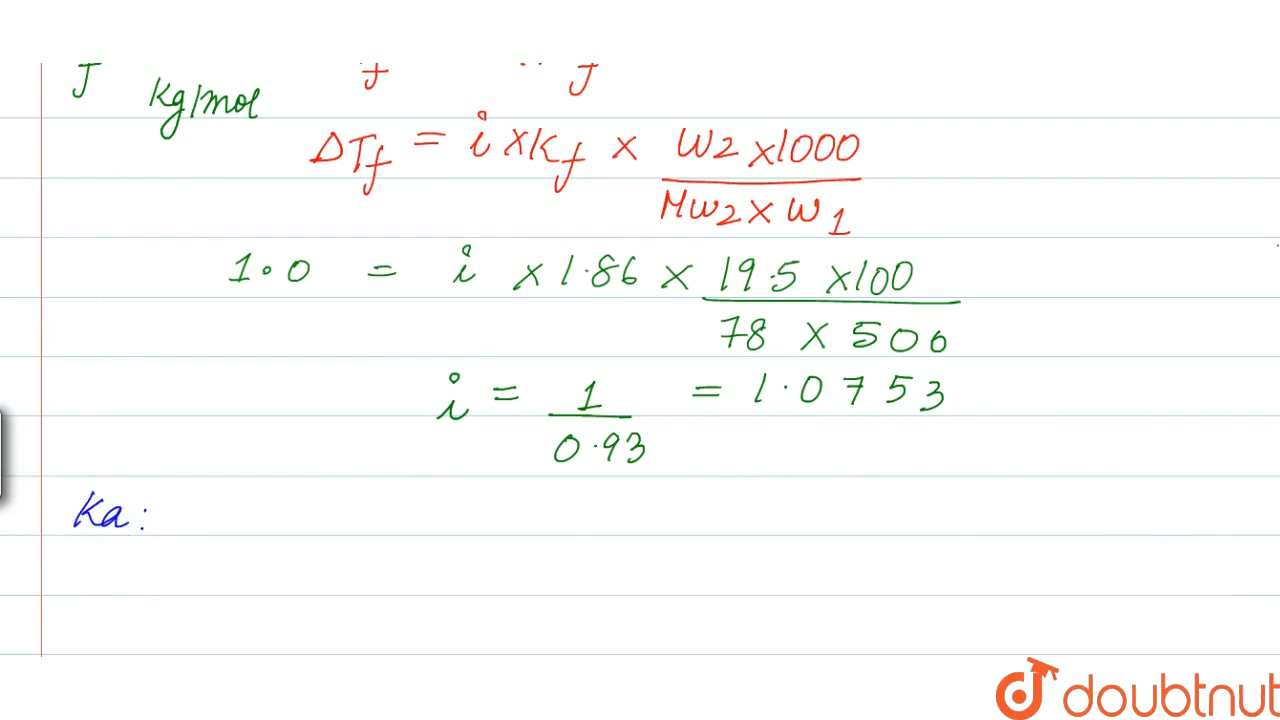 f f f
Kg/mol
ΔTf = i × Kf × W2 × 1000
Mw2 × W1
1.0 = i × 1.86 × 19.5 × 100
78 × 500
i = 1 = 1.0753
0.93
Ka :
doubtnut